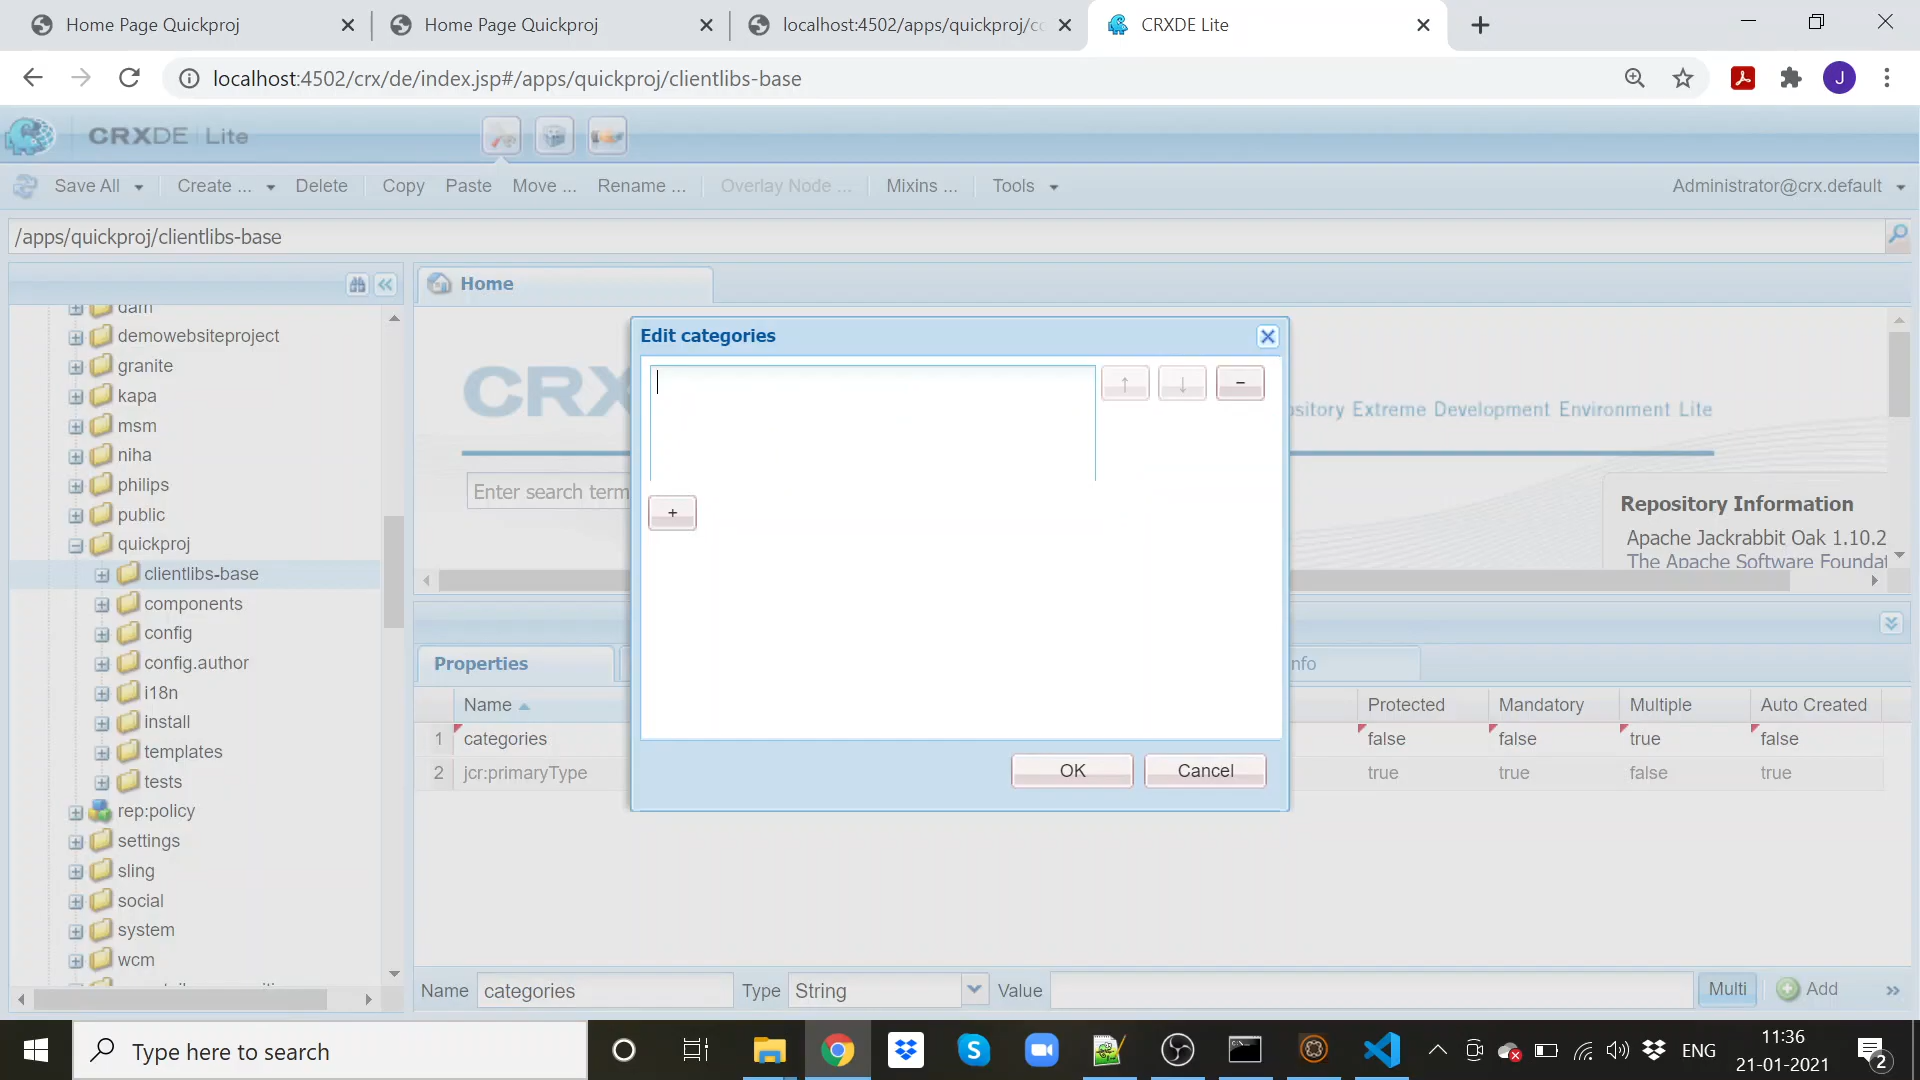 Home Page Quickproj
Home Page Quickproj
localhost:4502/apps/quickproj/cc
CRXDE Lite
localhost:4502/crx/de/index.jsp#/apps/quickproj/clientlibs-base
J
CRXDE Lite
Save All
Create ...
Delete
Copy
Paste
Move ...
Rename ...
Overlay Node ...
Mixins ...
Tools
Administrator@crx.default
/apps/quickproj/clientlibs-base
dam
demowebsiteproject
granite
kapa
msm
niha
philips
public
quickproj
clientlibs-base
components
config
config.author
i18n
install
templates
tests
rep:policy
settings
sling
social
system
wcm
Home
CRX
Enter search term
Repository Extreme Development Environment Lite
Repository Information
Apache Jackrabbit Oak 1.10.2
The Apache Software Foundat
Edit categories
↑ ↓ -
+
OK
Cancel
Properties
nfo
Name
Protected
Mandatory
Multiple
Auto Created
1 categories false false true false
2 jcr:primaryType true true false true
Name categories
Type String
Value
Multi
Add
Type here to search
ENG
11:36
21-01-2021
2